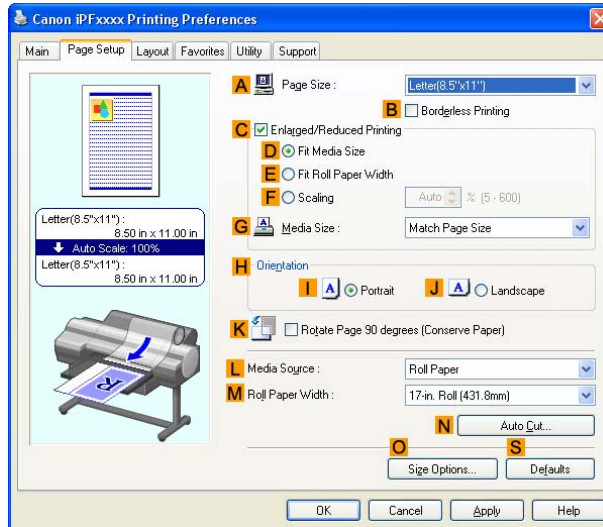 Canon iPFxxxx Printing Preferences
Main Page Setup Layout Favorites Utility Support
A Page Size : Letter(8.5"x11")
B Borderless Printing
C Enlarged/Reduced Printing
D Fit Media Size
E Fit Roll Paper Width
F Scaling Auto % (5 - 600)
G Media Size : Match Page Size
Letter(8.5"x11") :
8.50 in x 11.00 in
Auto Scale: 100%
Letter(8.5"x11") :
8.50 in x 11.00 in
H Orientation
I A Portrait J A Landscape
K Rotate Page 90 degrees (Conserve Paper)
L Media Source : Roll Paper
M Roll Paper Width : 17-in. Roll (431.8mm)
N Auto Cut...
O S
Size Options... Defaults
OK Cancel Apply Help